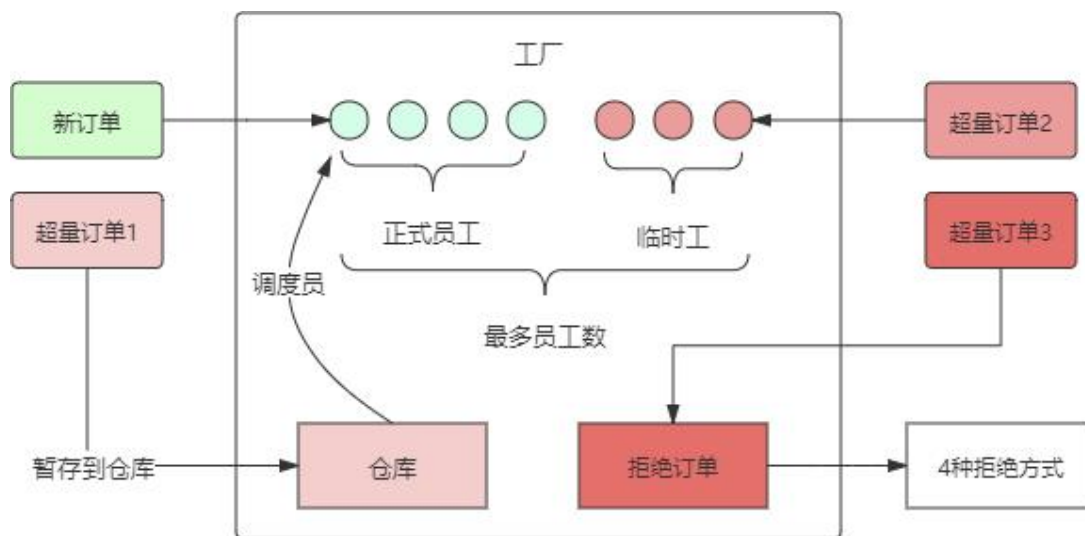 工厂
新订单
超量订单2
超量订单1
正式员工
临时工
超量订单3
调度员
最多员工数
暂存到仓库
仓库
拒绝订单
4种拒绝方式